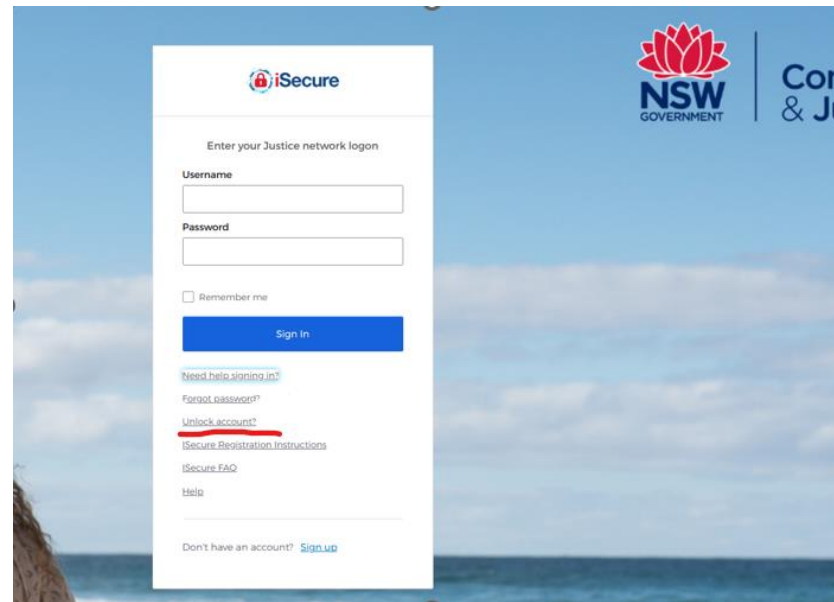 iSecure
NSW
GOVERNMENT
Enter your Justice network logon
Username
Password
Remember me
Sign In
Need help signing in?
Forgot password?
Unlock account?
ISecure Registration Instructions
ISecure FAQ
Help
Don't have an account? Sign up